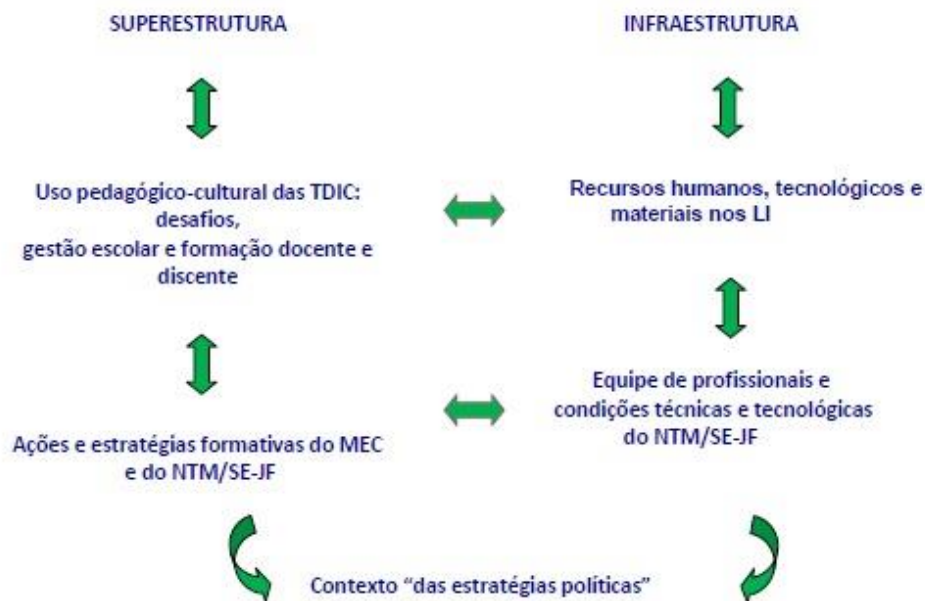 SUPERESTRUTURA
INFRAESTRUTURA
Uso pedagógico-cultural das TDIC:
desafios,
gestão escolar e formação docente e
discente
Recursos humanos, tecnológicos e
materiais nos LI
Ações e estratégias formativas do MEC
e do NTM/SE-JF
Equipe de profissionais e
condições técnicas e tecnológicas
do NTM/SE-JF
Contexto “das estratégias políticas”